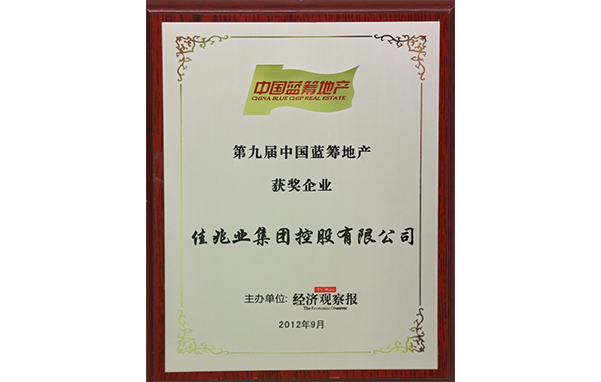 中国蓝筹地产
CHINA BLUE CHIP REAL ESTATE
第九届中国蓝筹地产
获奖企业
佳兆业集团控股有限公司
主办单位: 经济观察报
The Economic Observer
2012年9月